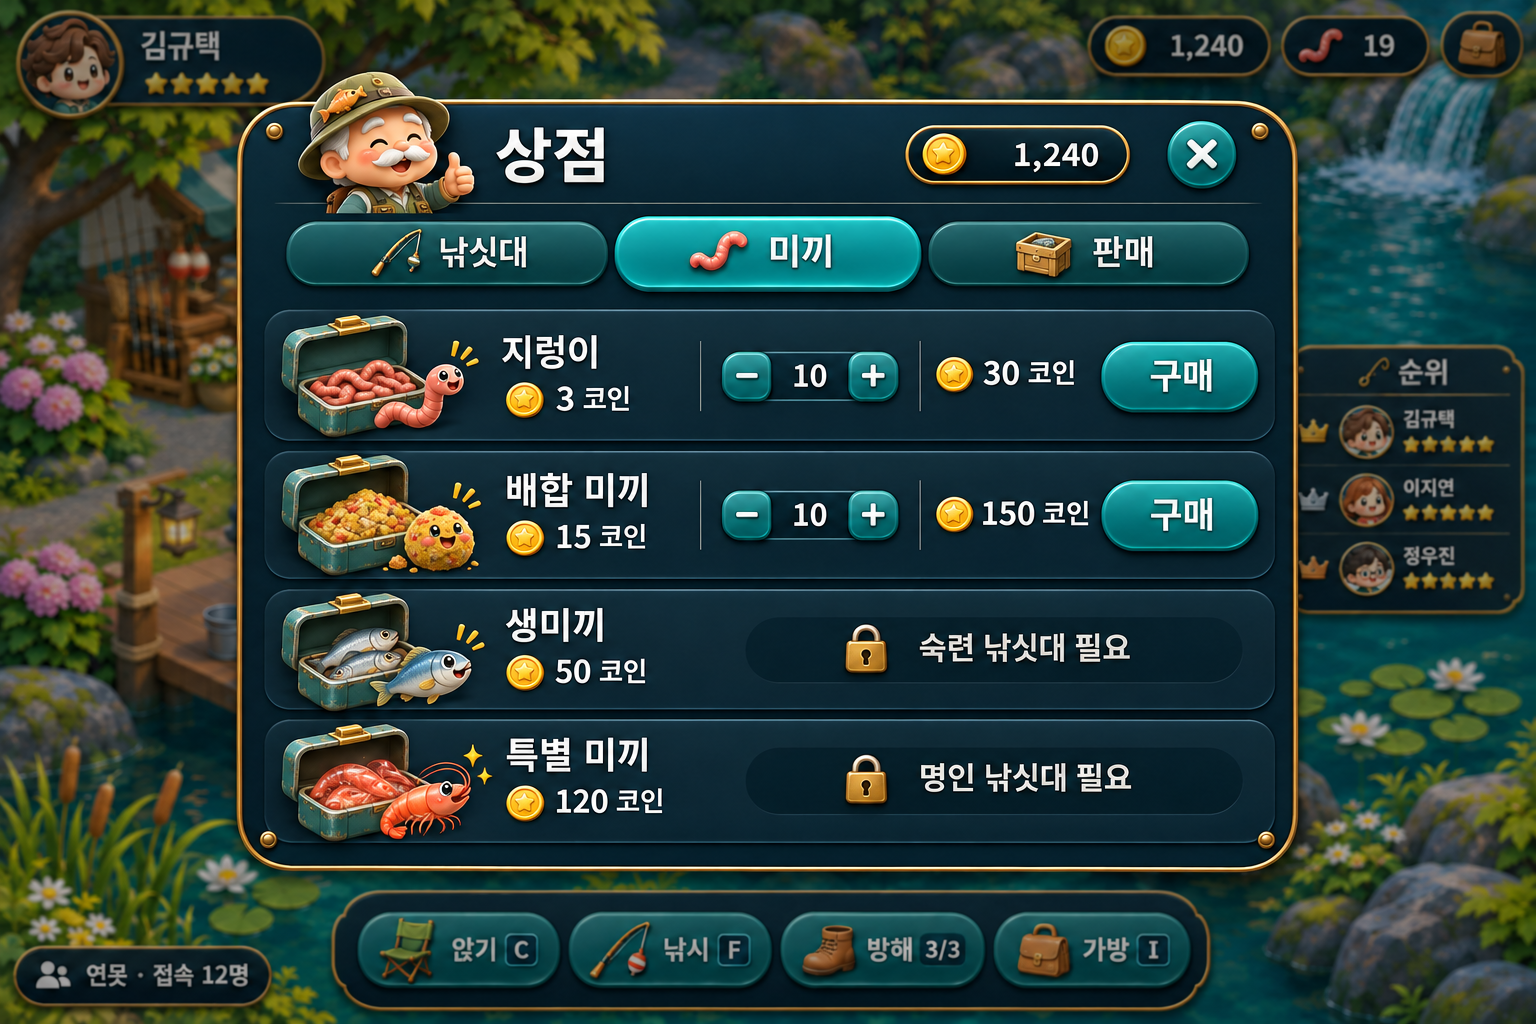 김규택
1,240
19
상점
1,240
낚싯대
미끼
판매
지렁이
3 코인
10
30 코인
구매
배합 미끼
15 코인
10
150 코인
구매
생미끼
50 코인
숙련 낚싯대 필요
특별 미끼
120 코인
명인 낚싯대 필요
순위
김규택
이지연
정우진
앉기 C
낚시 F
방해 3/3
가방 I
연못 · 접속 12명